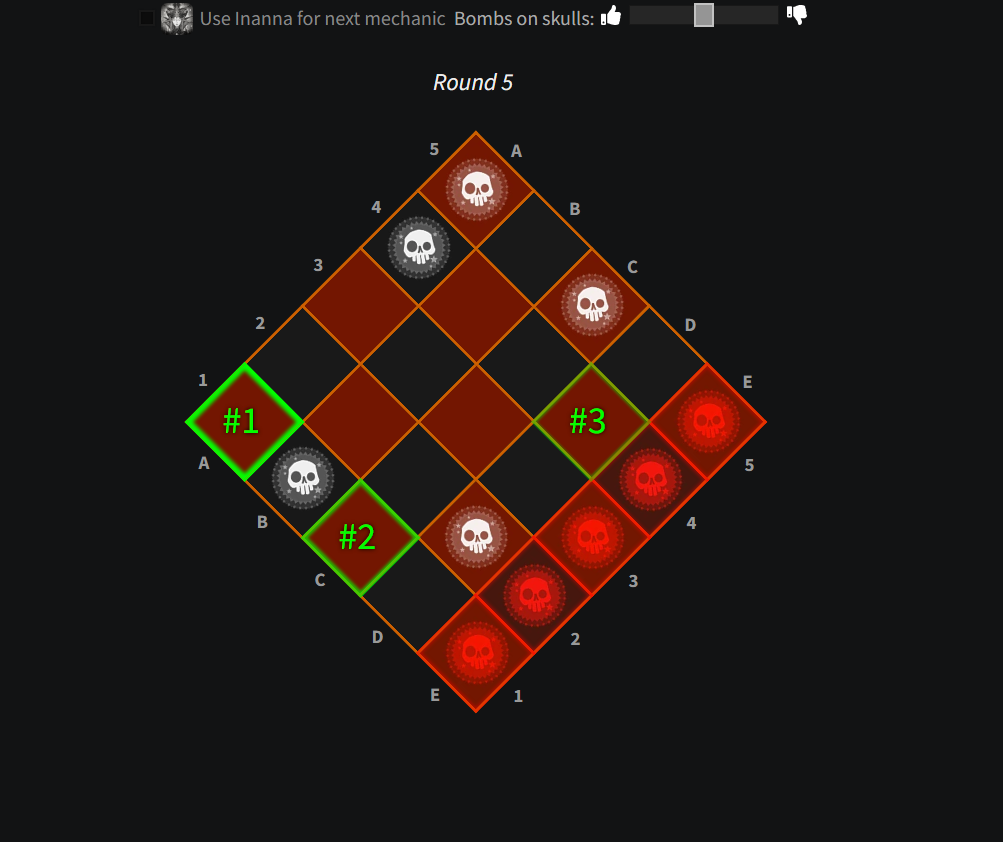 Use Inanna for next mechanic Bombs on skulls:
Round 5
5 A
4 B
3 C
2 D
1 E
#1 #3
A 5
B 4
#2
C 3
D 2
E 1